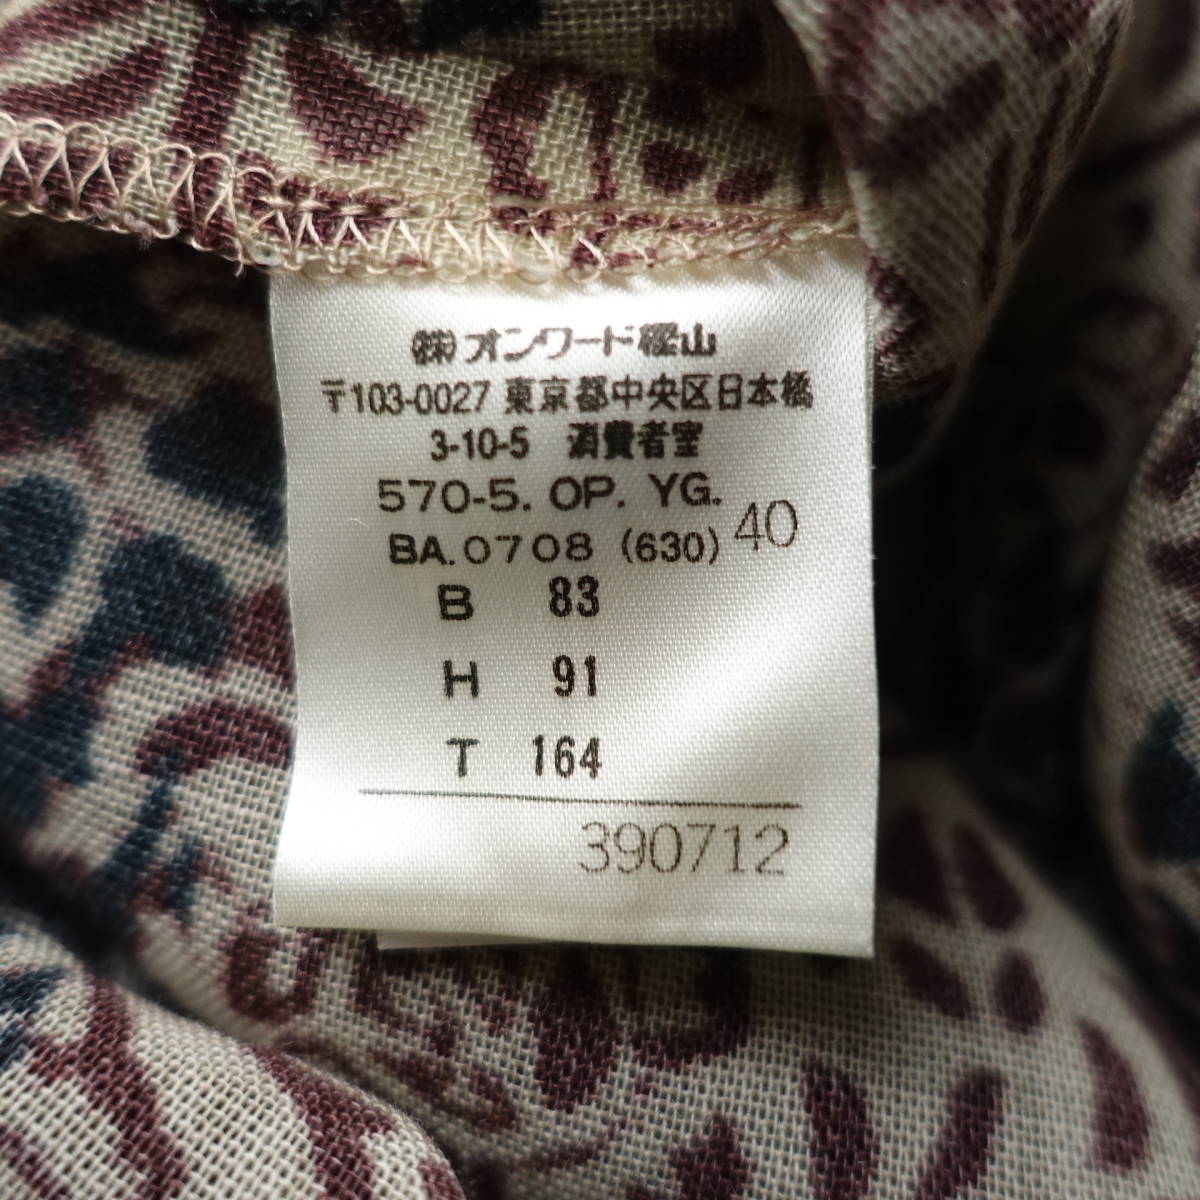 ㈱オンワード樫山
〒103-0027 東京都中央区日本橋
3-10-5 消費者室
570-5. OP. YG.
BA.0708 (630) 40
B 83
H 91
T 164
390712